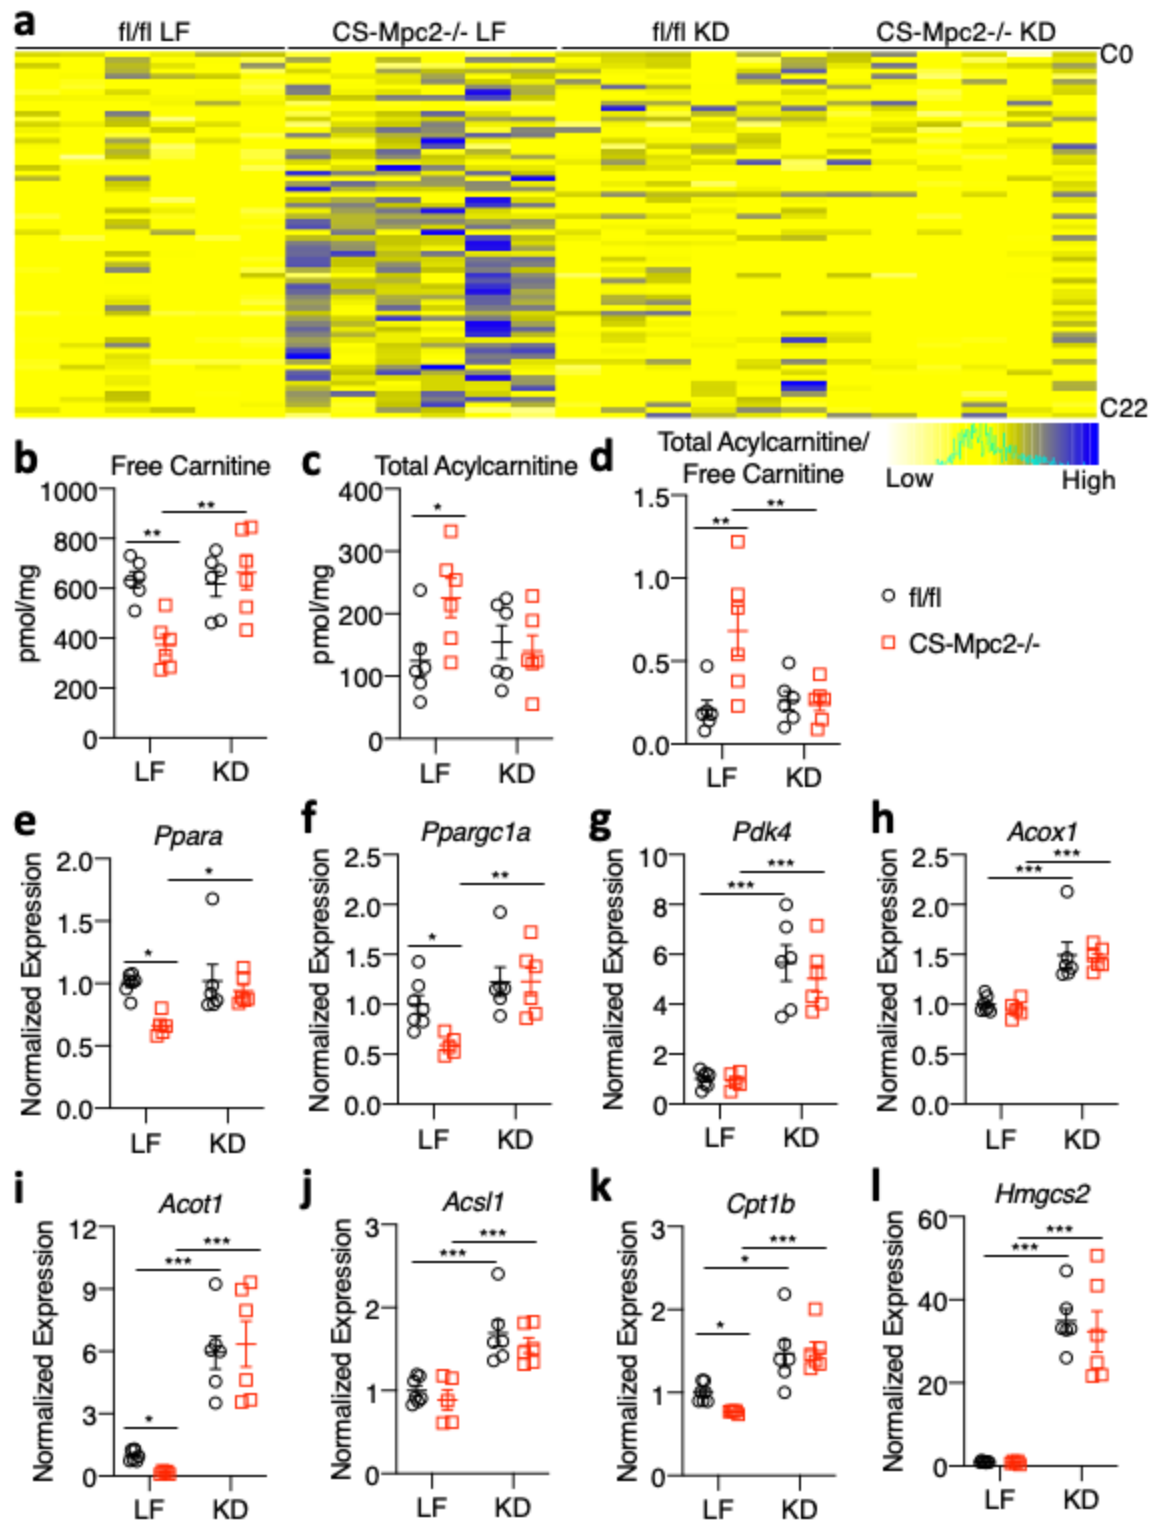 a
fl/fl LF CS-Mpc2-/- LF fl/fl KD CS-Mpc2-/- KD
C0
C22
Low High
b Free Carnitine
pmol/mg
1000
800
600
400
200
0
** **
LF KD
c Total Acylcarnitine
pmol/mg
400
300
200
100
0
*
LF KD
d Total Acylcarnitine/
Free Carnitine
1.5
1.0
0.5
0.0
** **
LF KD
fl/fl
CS-Mpc2-/-
e Ppara
Normalized Expression
2.0
1.5
1.0
0.5
0.0
* *
LF KD
f Ppargc1a
Normalized Expression
2.5
2.0
1.5
1.0
0.5
0.0
* **
LF KD
g Pdk4
Normalized Expression
10
8
6
4
2
0
*** ***
LF KD
h Acox1
Normalized Expression
2.5
2.0
1.5
1.0
0.5
0.0
*** ***
LF KD
i Acot1
Normalized Expression
12
9
6
3
0
* *** ***
LF KD
j Acsl1
Normalized Expression
3
2
1
0
*** ***
LF KD
k Cpt1b
Normalized Expression
3
2
1
0
* * ***
LF KD
l Hmgcs2
Normalized Expression
60
40
20
0
*** ***
LF KD